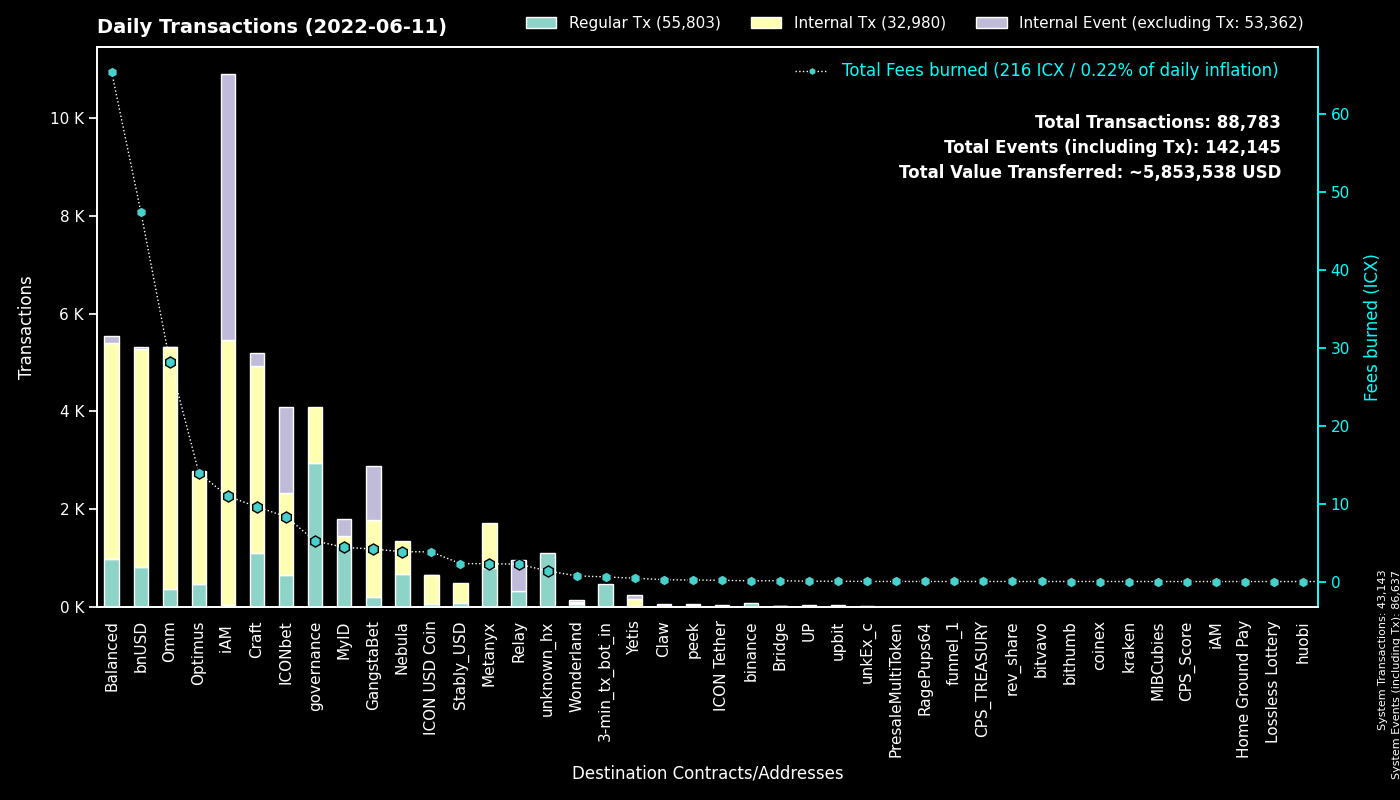 Daily Transactions (2022-06-11)
Regular Tx (55,803)
Internal Tx (32,980)
Internal Event (excluding Tx: 53,362)
Total Fees burned (216 ICX / 0.22% of daily inflation)
Total Transactions: 88,783
Total Events (including Tx): 142,145
Total Value Transferred: ~5,853,538 USD
Transactions
10 K
8 K
6 K
4 K
2 K
0 K
60
50
40
30
20
10
0
Fees burned (ICX)
Balanced
bnUSD
Omm
Optimus
iAM
Craft
ICONbet
governance
MyID
GangstaBet
Nebula
ICON USD Coin
Stably_USD
Metanyx
Relay
unknown_hx
Wonderland
3-min_tx_bot_in
Yetis
Claw
peek
ICON Tether
binance
Bridge
UP
upbit
unkEx_c
PresaleMultiToken
RagePups64
funnel_1
CPS_TREASURY
rev_share
bitvavo
bithumb
coinex
kraken
MIBCubies
CPS_Score
iAM
Home Ground Pay
Lossless Lottery
huobi
Destination Contracts/Addresses
System Transactions: 43,143
System Events (including Tx): 86,637